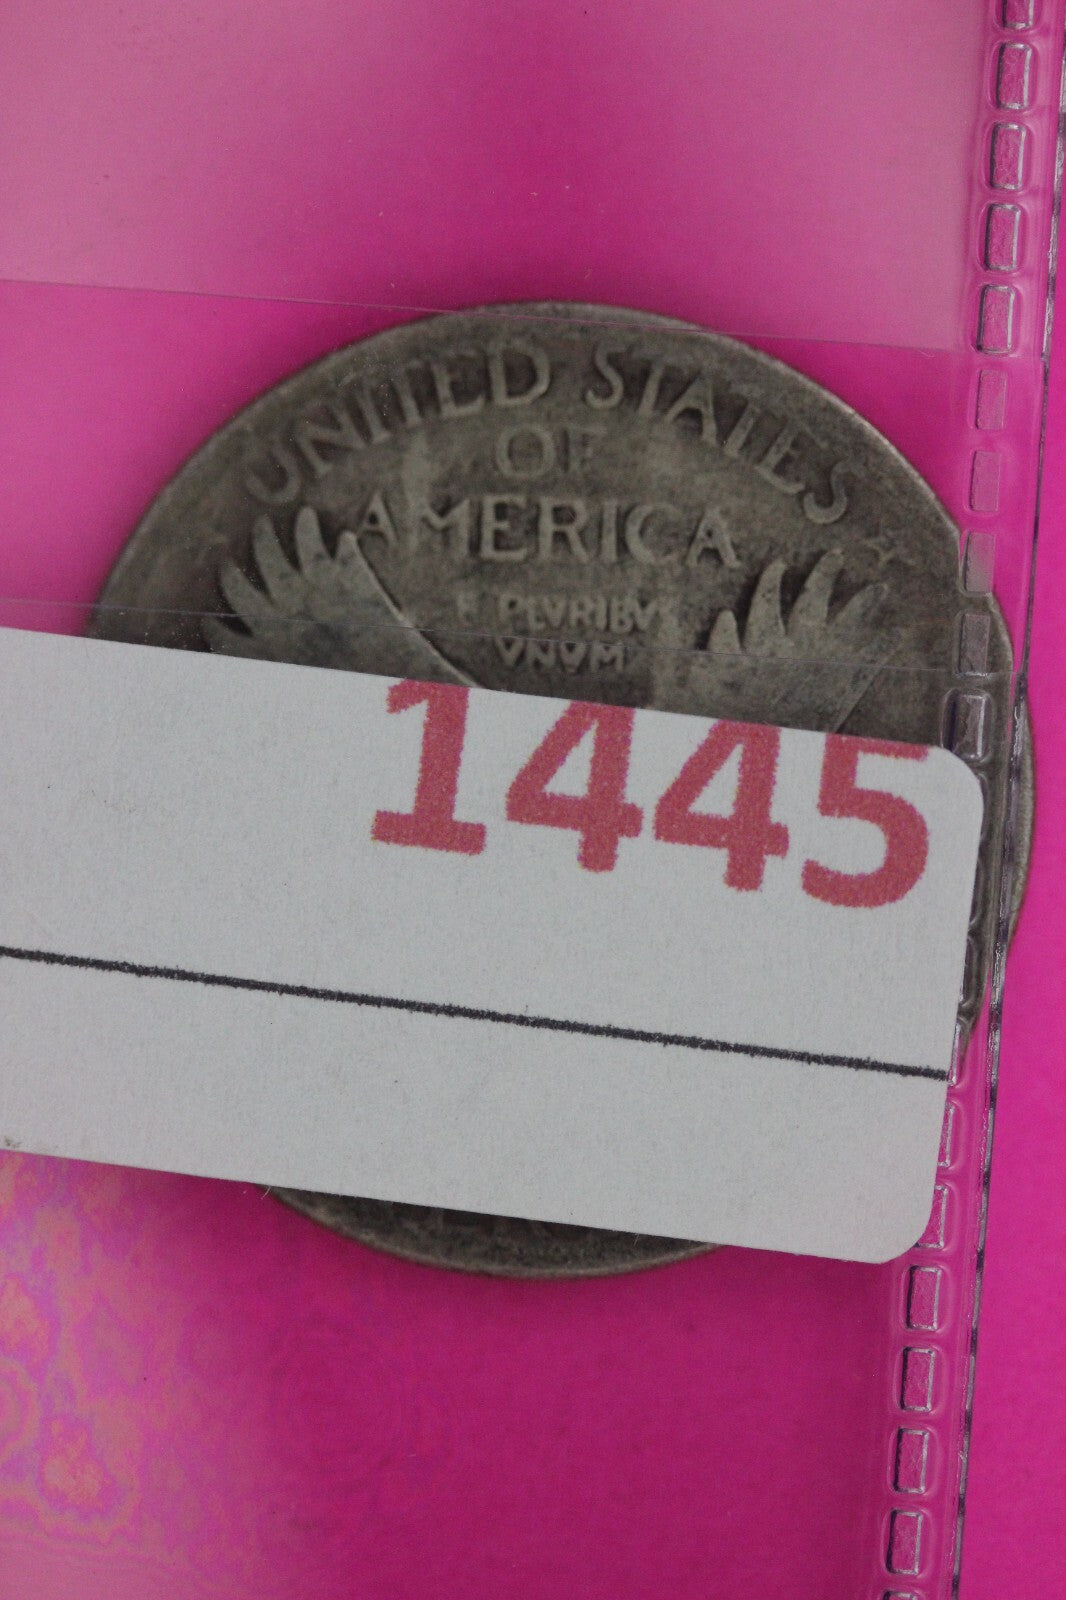 UNITED STATES
OF
AMERICA
E PLVRIBVS
VNVM
1445